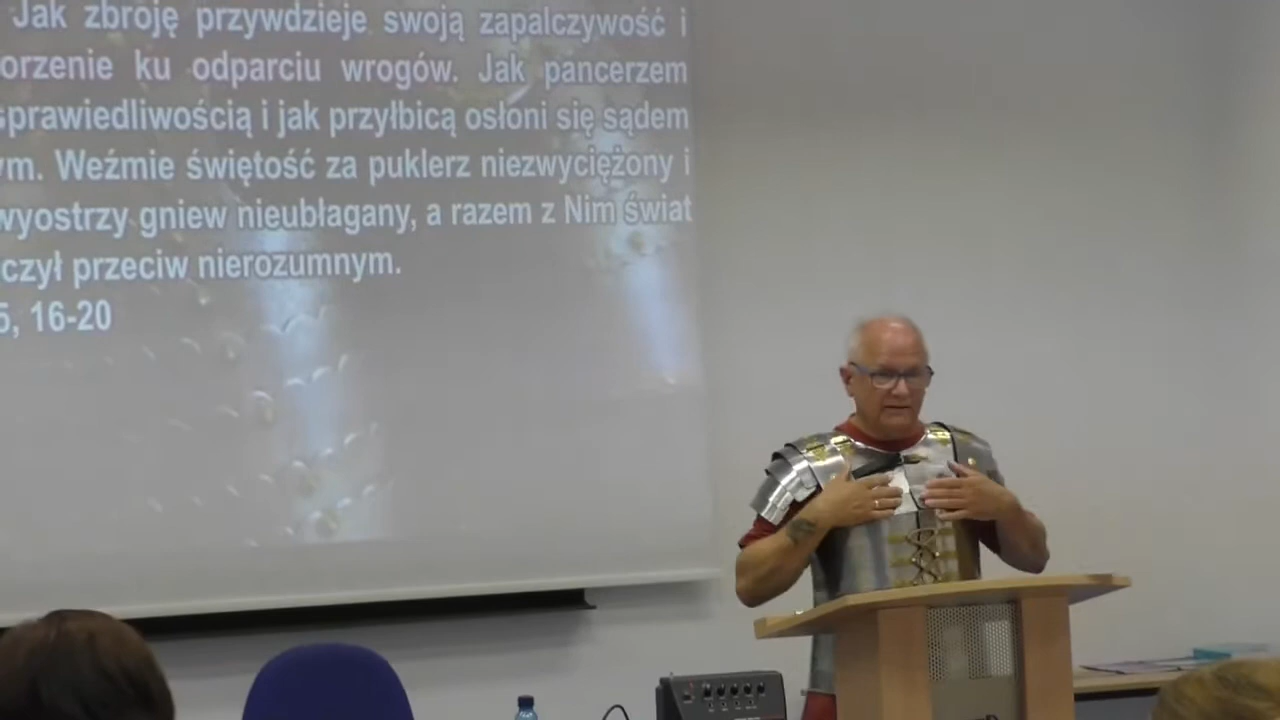 Jak zbroję przywdzieje swoją zapalczywość i
orzenie ku odparciu wrogów. Jak pancerzem
sprawiedliwością i jak przyłbicą osłoni się sądem
ym. Weźmie świętość za puklerz niezwyciężony i
wyostrzy gniew nieubłagany, a razem z Nim świat
czył przeciw nierozumnym.
5, 16-20